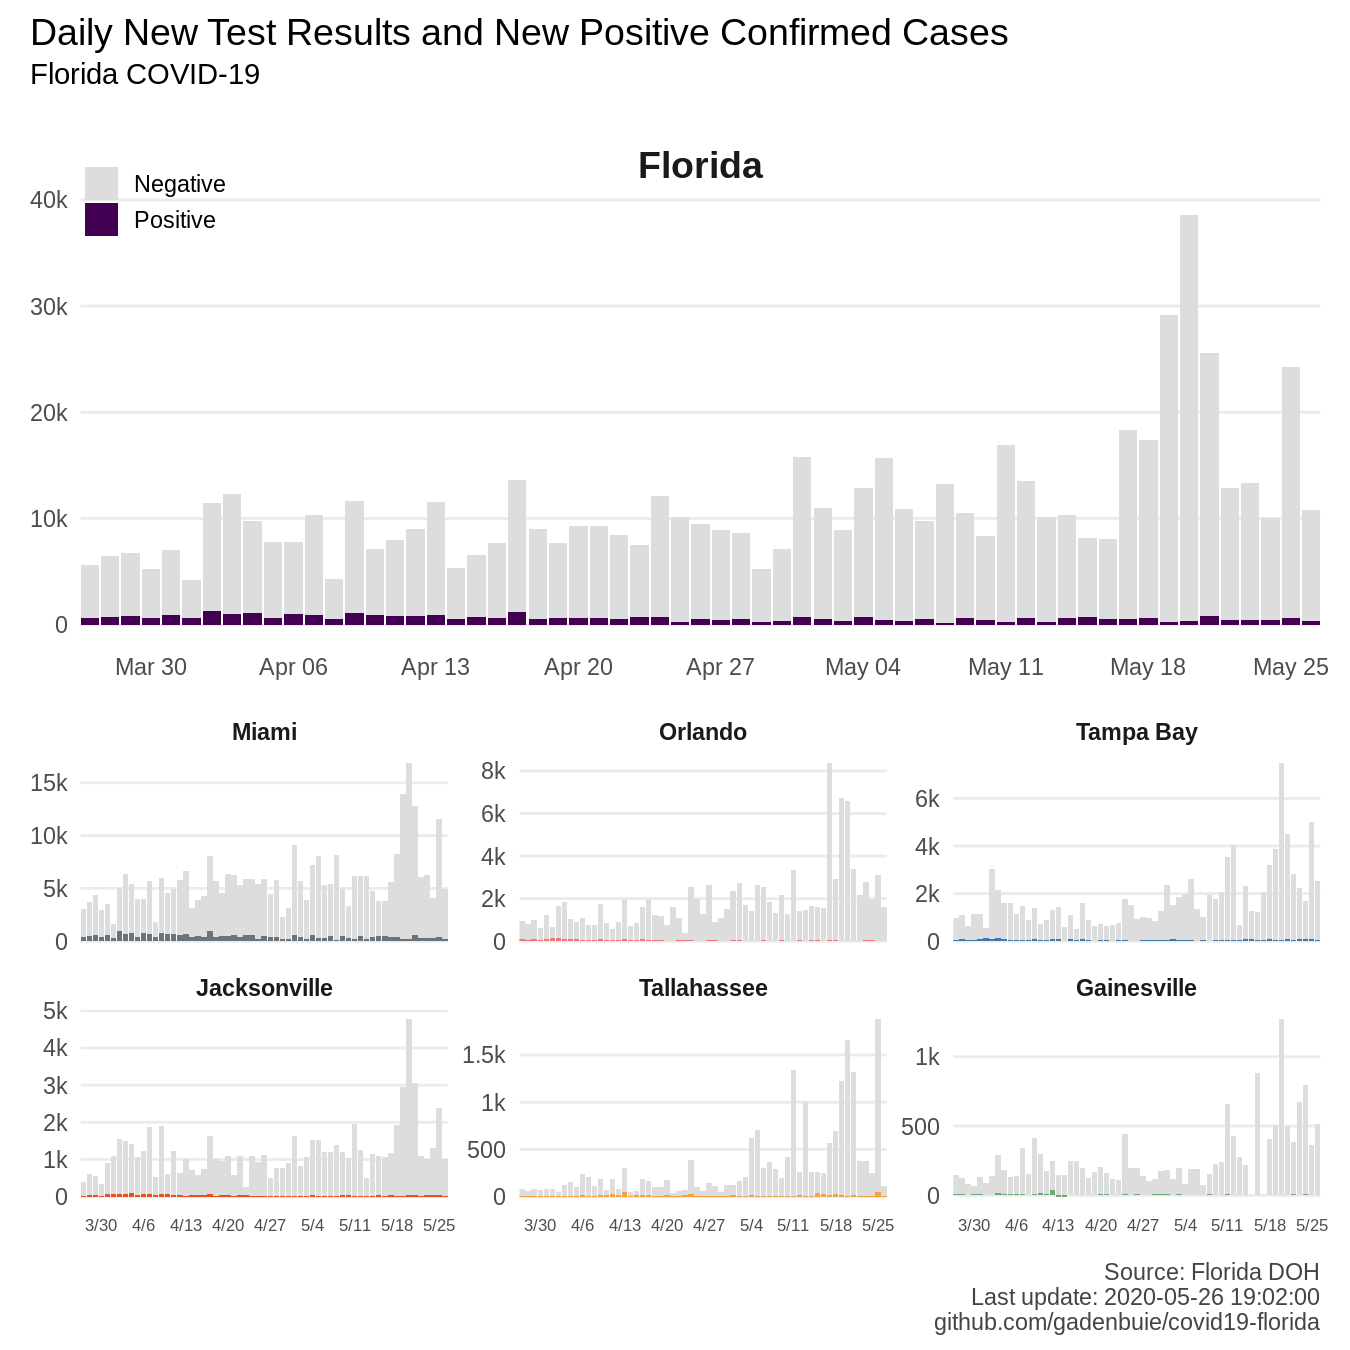 Daily New Test Results and New Positive Confirmed Cases
Florida COVID-19
Florida
Negative
Positive
40k
30k
20k
10k
0
Mar 30 Apr 06 Apr 13 Apr 20 Apr 27 May 04 May 11 May 18 May 25
Miami
15k
10k
5k
0
Orlando
8k
6k
4k
2k
0
Tampa Bay
6k
4k
2k
0
Jacksonville
5k
4k
3k
2k
1k
0
3/30 4/6 4/13 4/20 4/27 5/4 5/11 5/18 5/25
Tallahassee
1.5k
1k
500
0
3/30 4/6 4/13 4/20 4/27 5/4 5/11 5/18 5/25
Gainesville
1k
500
0
3/30 4/6 4/13 4/20 4/27 5/4 5/11 5/18 5/25
Source: Florida DOH
Last update: 2020-05-26 19:02:00
github.com/gadenbuie/covid19-florida